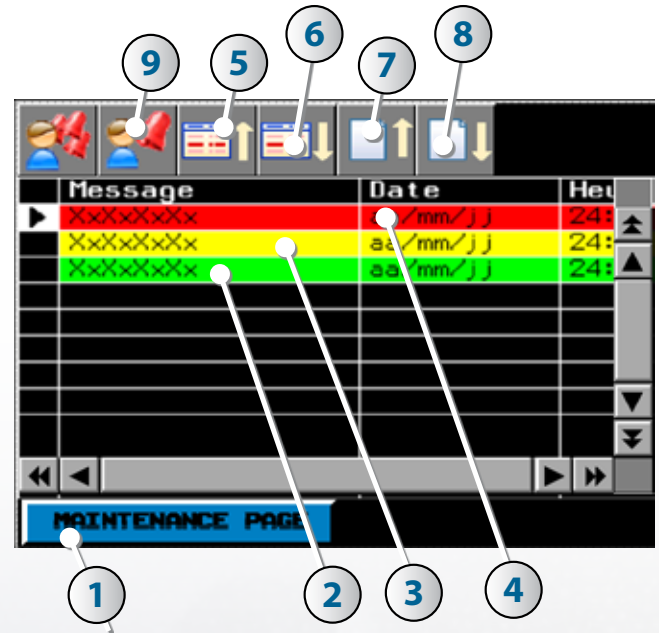 6
8
9
5
7
Message Date Heu
XxXxXxXx aa/mm/jj 24:
XxXxXxXx aa/mm/jj 24:
XxXxXxXx aa/mm/jj 24:
MAINTENANCE PAGE
1
2
3
4